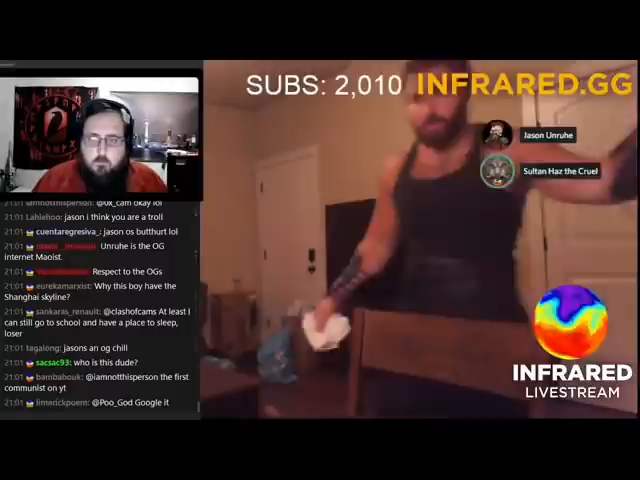 SUBS: 2,010 INFRARED.GG
Jason Unruhe
Sultan Haz the Cruel
21:01 iamnotthisperson: @0x_cam okay lol
21:01 Lahlehoo: jason i think you are a troll
21:01 cuentaregresiva_: jason os butthurt lol
21:01 Unruhe is the OG
internet Maoist.
21:01 Respect to the OGs
21:01 eurekamarxist: Why this boy have the
Shanghai skyline?
21:01 sankaras_renault: @clashofcams At least I
can still go to school and have a place to sleep,
loser
21:01 tagalong: jasons an og chill
21:01 sacsac93: who is this dude?
21:01 bambabouk: @iamnotthisperson the first
communist on yt
21:01 limerickpoem: @Poo_God Google it
INFRARED
LIVESTREAM